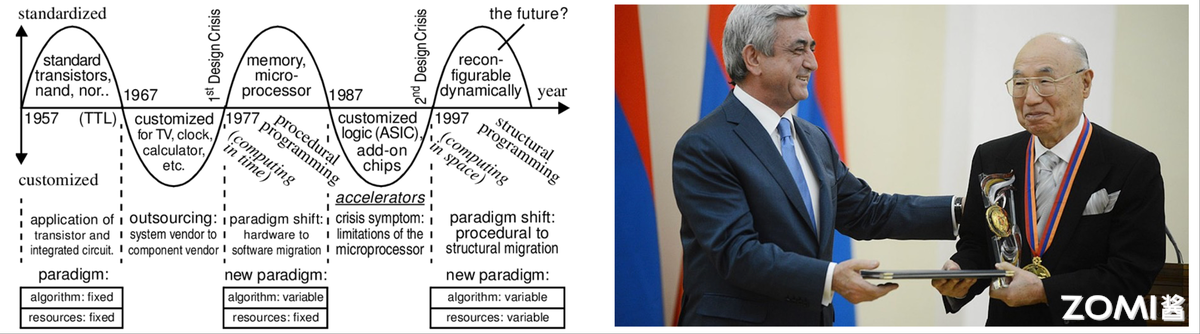 standardized
the future?
1st Design Crisis
2nd Design Crisis
standard
transistors,
nand, nor..
memory,
micro-
processor
recon-
figurable
dynamically
1967
1987
year
1957
(TTL)
customized
for TV, clock,
calculator,
etc.
1977
procedural
programming
(computing
in time)
customized
logic (ASIC),
add-on
chips
1997
structural
programming
(computing
in space)
customized
accelerators
application of
transistor and
integrated circuit.
outsourcing:
system vendor to
component vendor
paradigm shift:
hardware to
software migration
crisis symptom:
limitations of the
microprocessor
paradigm shift:
procedural to
structural migration
paradigm:
algorithm: fixed
resources: fixed
new paradigm:
algorithm: variable
resources: fixed
new paradigm:
algorithm: variable
resources: variable
ZOMI酱